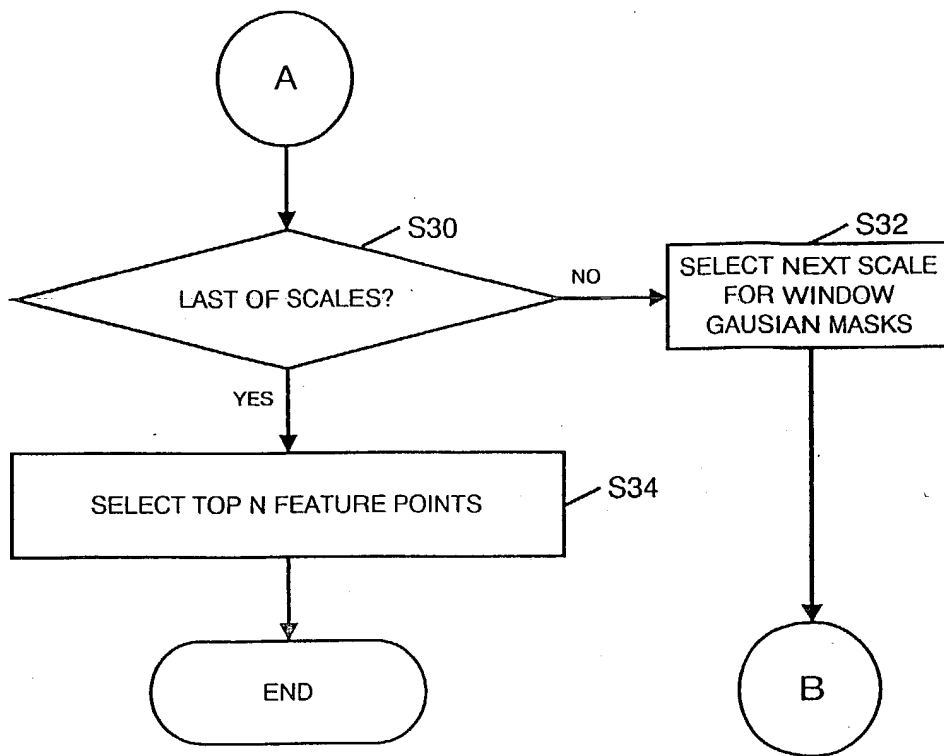 A
S30
LAST OF SCALES?
NO
S32
SELECT NEXT SCALE
FOR WINDOW
GAUSIAN MASKS
YES
SELECT TOP N FEATURE POINTS
S34
END
B